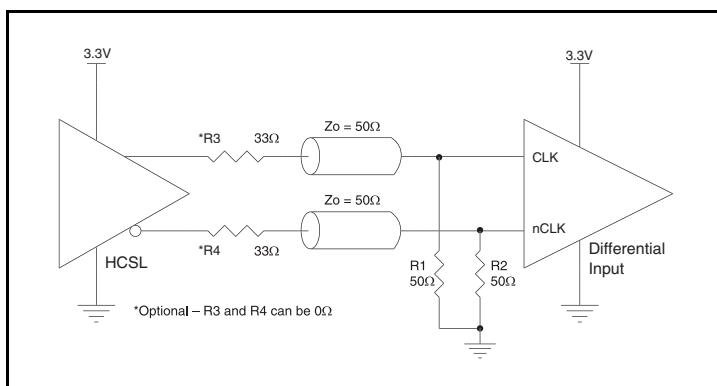 3.3V
3.3V
*R3 33Ω
Zo = 50Ω
CLK
Zo = 50Ω
*R4 33Ω
nCLK
HCSL
Differential
Input
R1
50Ω
R2
50Ω
*Optional – R3 and R4 can be 0Ω